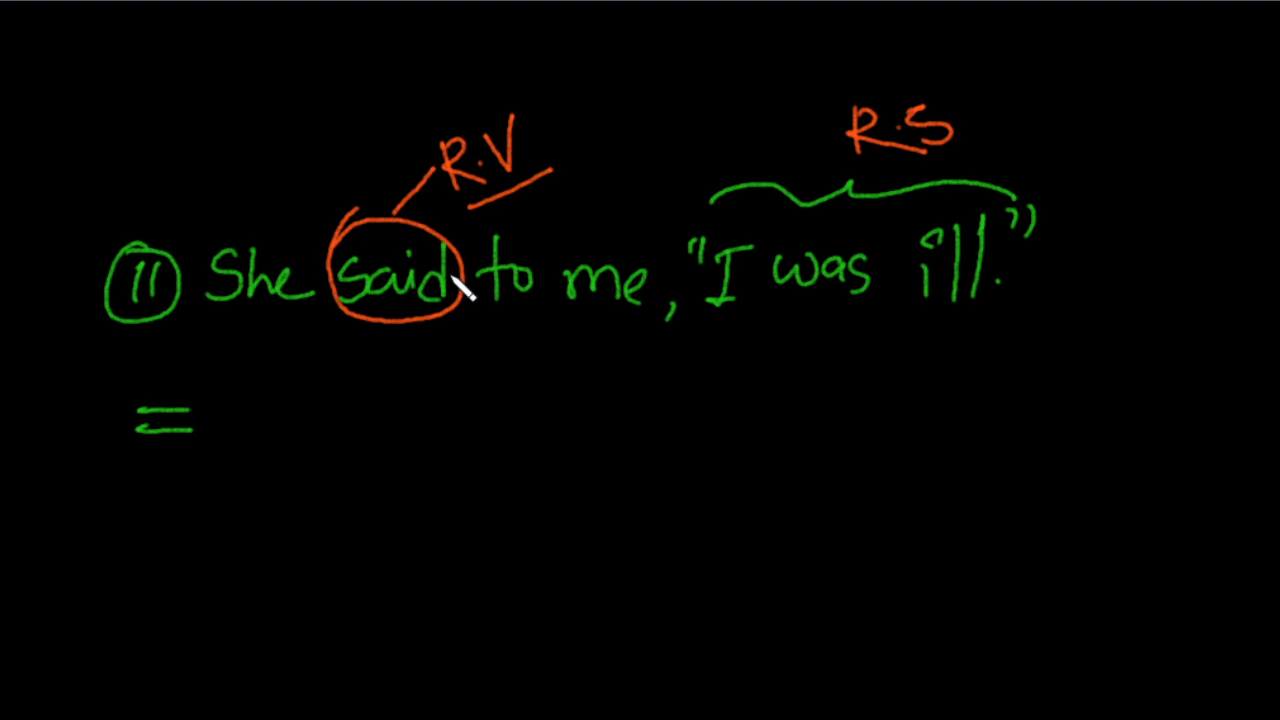 R.V R.S
11 She said to me, "I was ill."
=